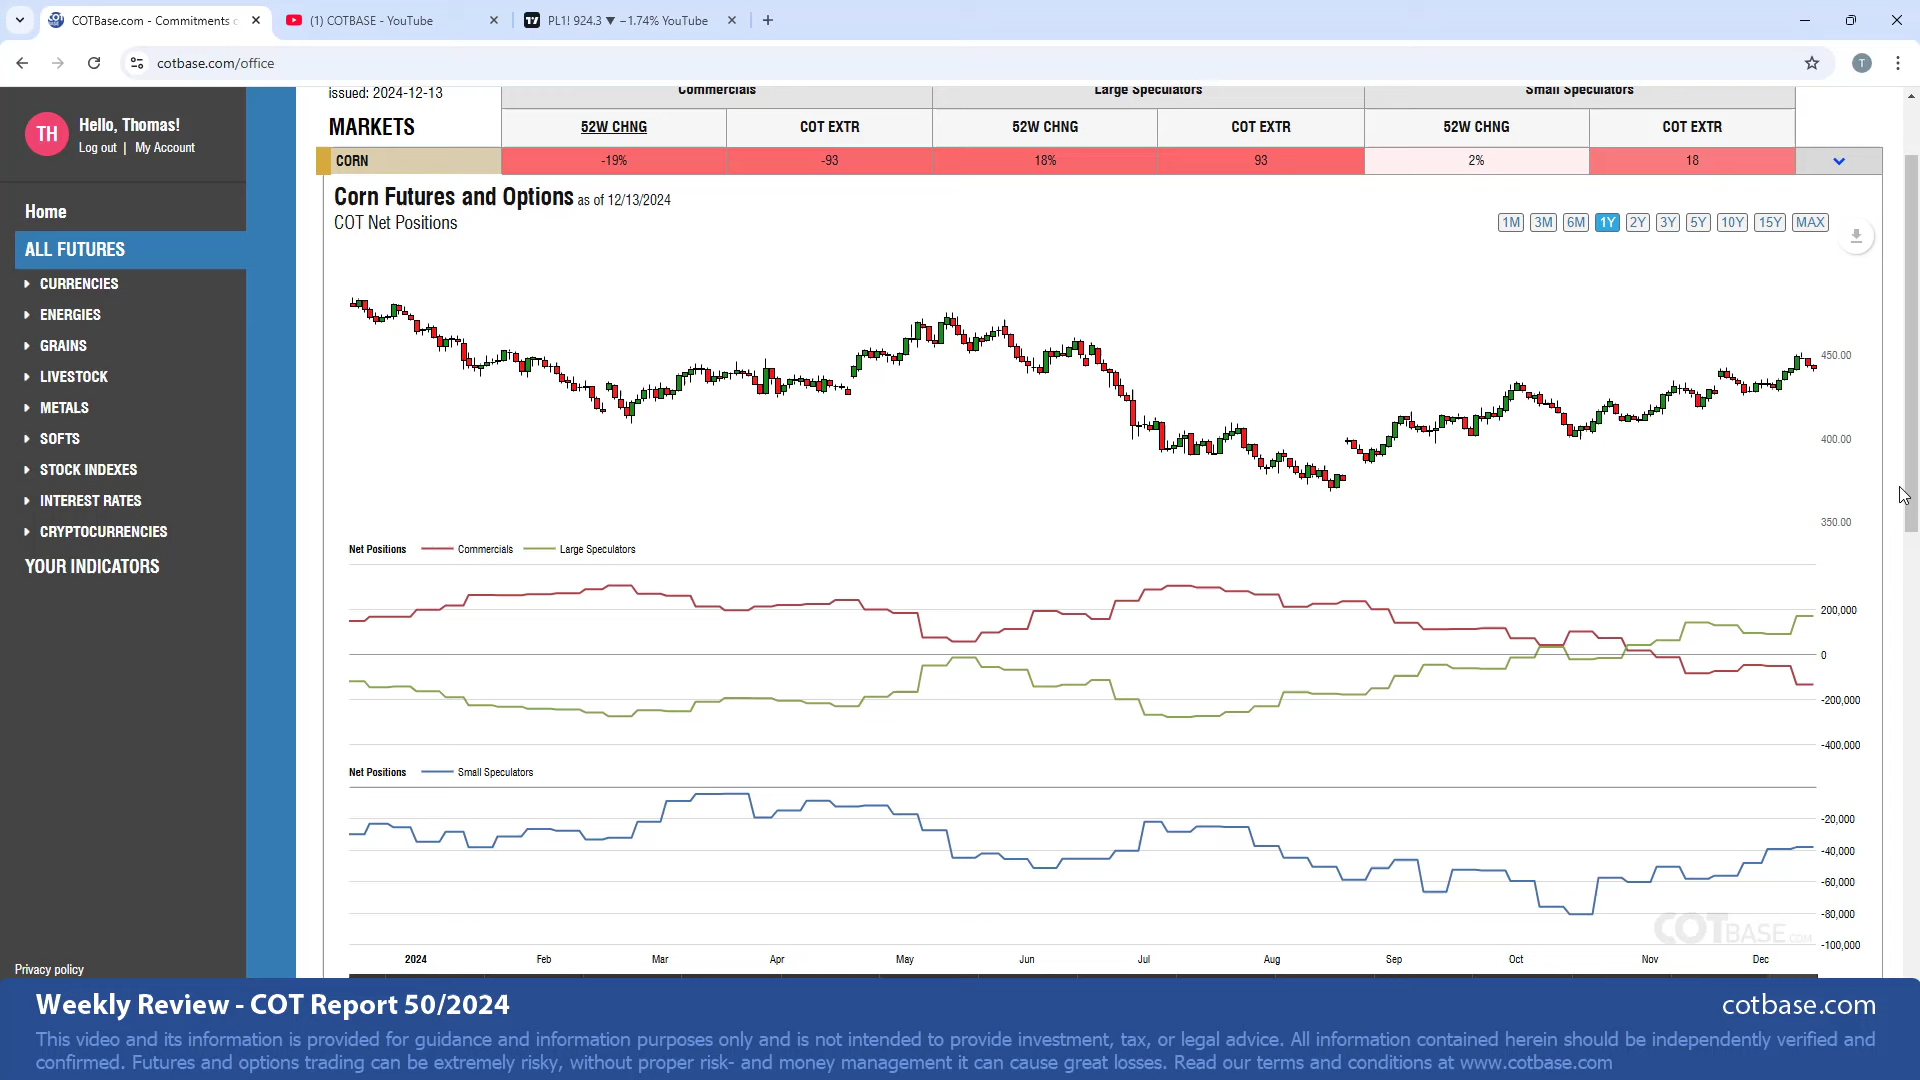 COTBase.com - Commitments o
(1) COTBASE - YouTube
PL1! 924.3 ▼ −1.74% YouTube
cotbase.com/office
T
TH
Hello, Thomas!
Log out | My Account
Home
ALL FUTURES
CURRENCIES
ENERGIES
GRAINS
LIVESTOCK
METALS
SOFTS
STOCK INDEXES
INTEREST RATES
CRYPTOCURRENCIES
YOUR INDICATORS
Privacy policy
issued: 2024-12-13
Commercials
Large Speculators
Small Speculators
MARKETS
52W CHNG
COT EXTR
52W CHNG
COT EXTR
52W CHNG
COT EXTR
CORN
-19%
-93
18%
93
2%
18
Corn Futures and Options as of 12/13/2024
COT Net Positions
1M 3M 6M 1Y 2Y 3Y 5Y 10Y 15Y MAX
450.00
400.00
350.00
Net Positions Commercials Large Speculators
200,000
0
-200,000
-400,000
Net Positions Small Speculators
-20,000
-40,000
-60,000
-80,000
-100,000
COTBASE.COM
2024 Feb Mar Apr May Jun Jul Aug Sep Oct Nov Dec
Weekly Review - COT Report 50/2024
cotbase.com
This video and its information is provided for guidance and information purposes only and is not intended to provide investment, tax, or legal advice. All information contained herein should be independently verified and
confirmed. Futures and options trading can be extremely risky, without proper risk- and money management it can cause great losses. Read our terms and conditions at www.cotbase.com